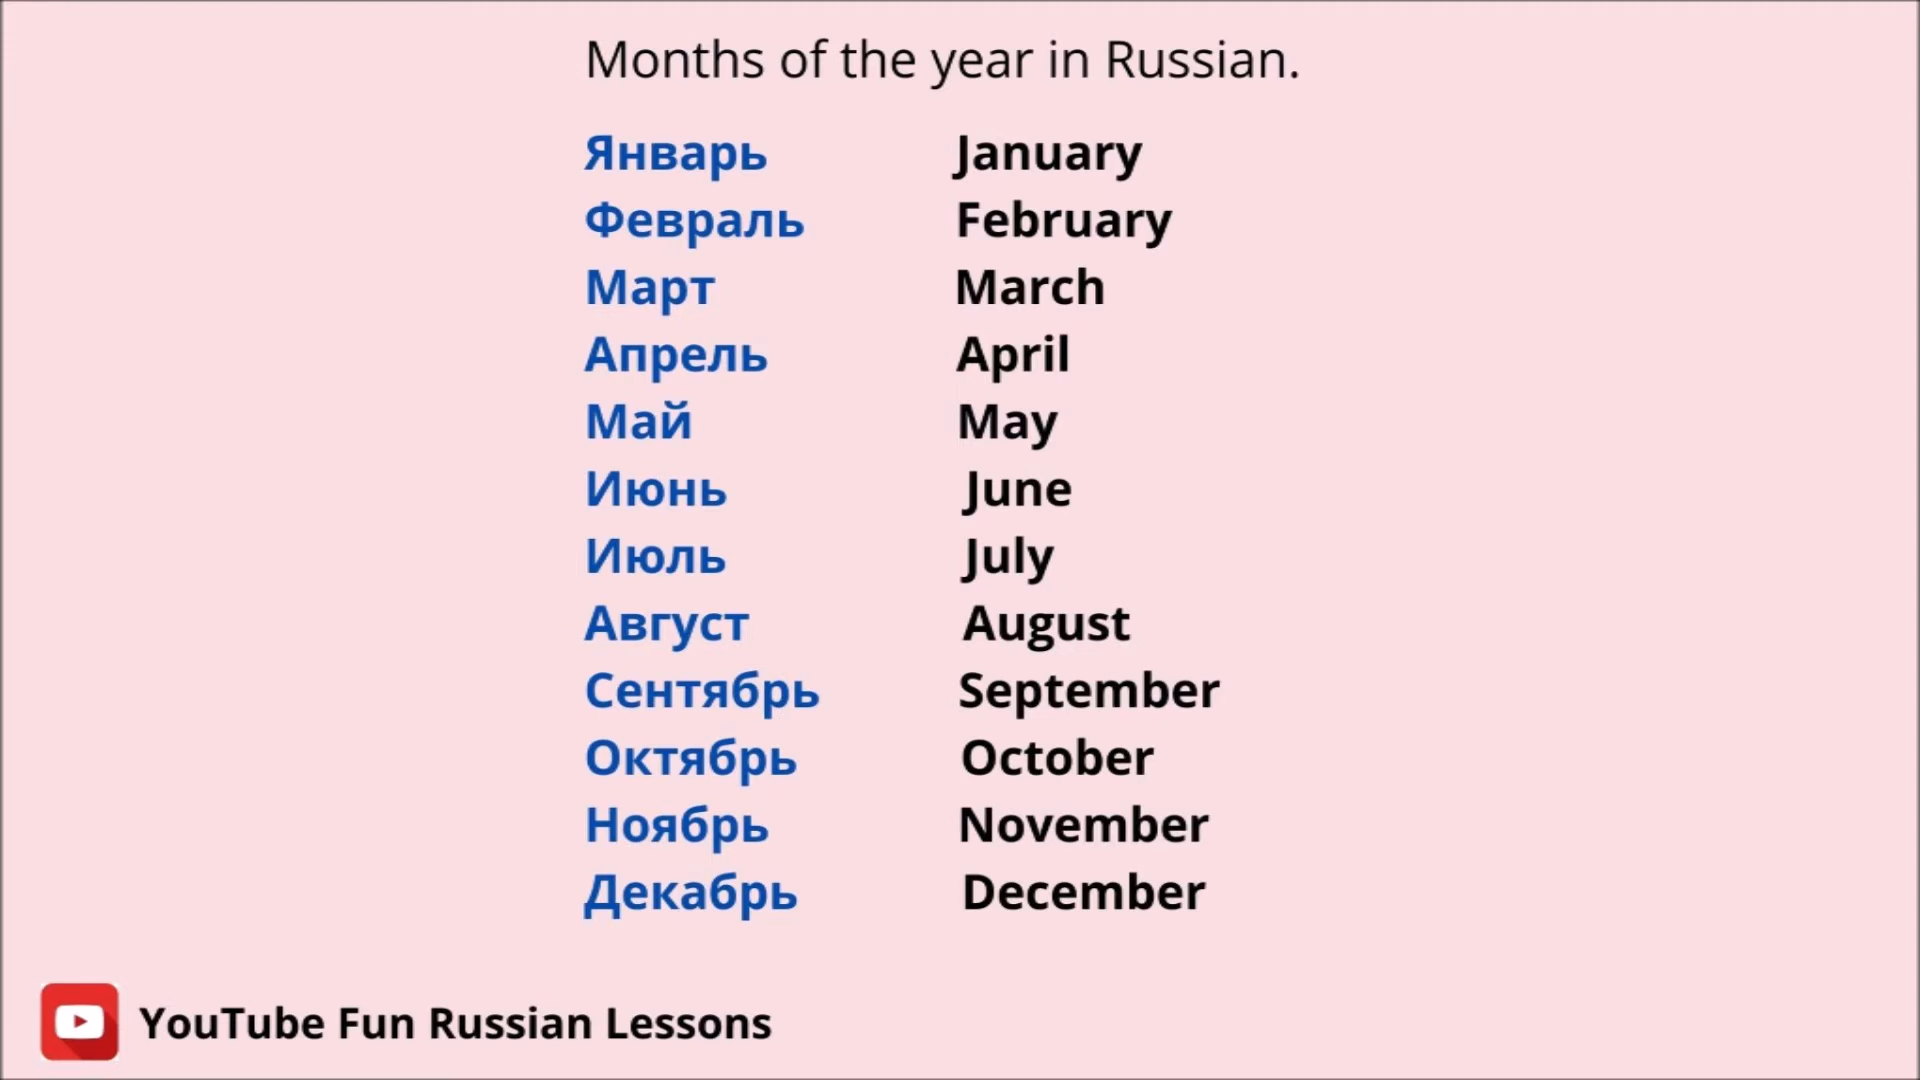 Months of the year in Russian.
Январь January
Февраль February
Март March
Апрель April
Май May
Июнь June
Июль July
Август August
Сентябрь September
Октябрь October
Ноябрь November
Декабрь December
YouTube Fun Russian Lessons